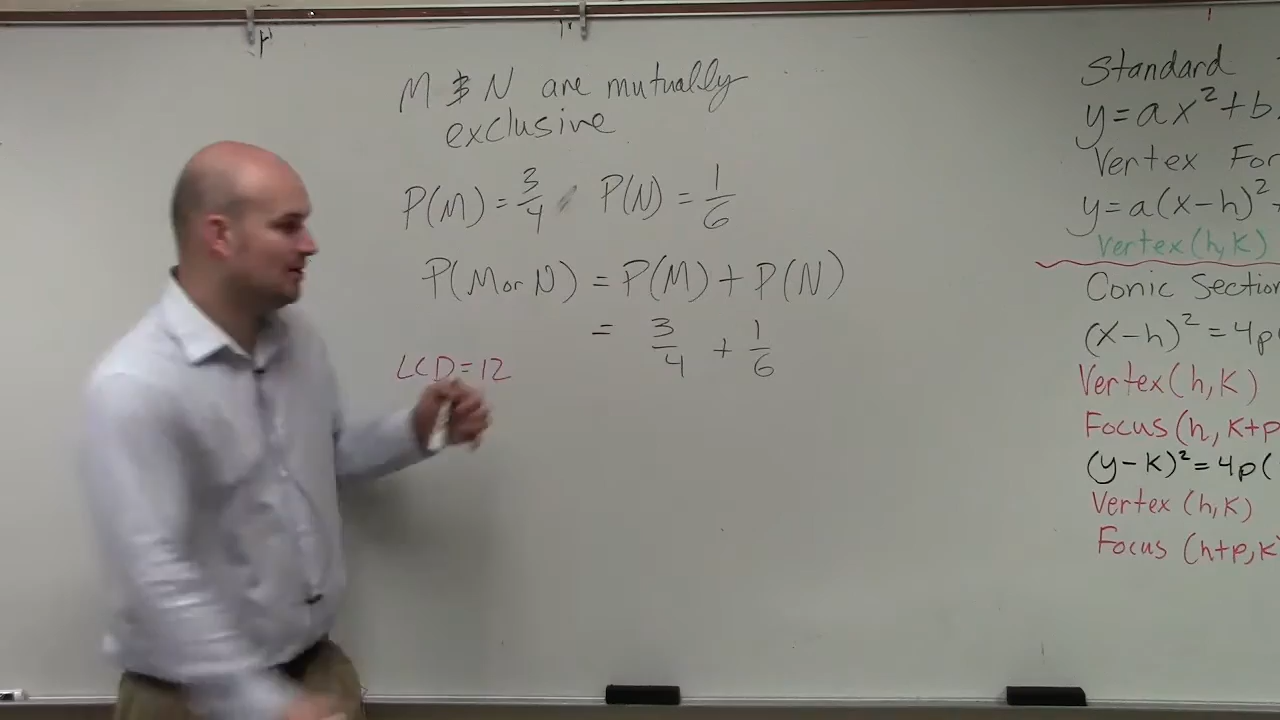 M & N are mutually
exclusive
P(M) = 3/4 P(N) = 1/6
P(M or N) = P(M) + P(N)
= 3/4 + 1/6
LCD = 12
Standard
y = ax² + b
Vertex For
y = a(x-h)² +
Vertex (h, k)
Conic Section
(x-h)² = 4p
Vertex (h, k)
Focus (h, k+p
(y-k)² = 4p(
Vertex (h, k)
Focus (h+p, k